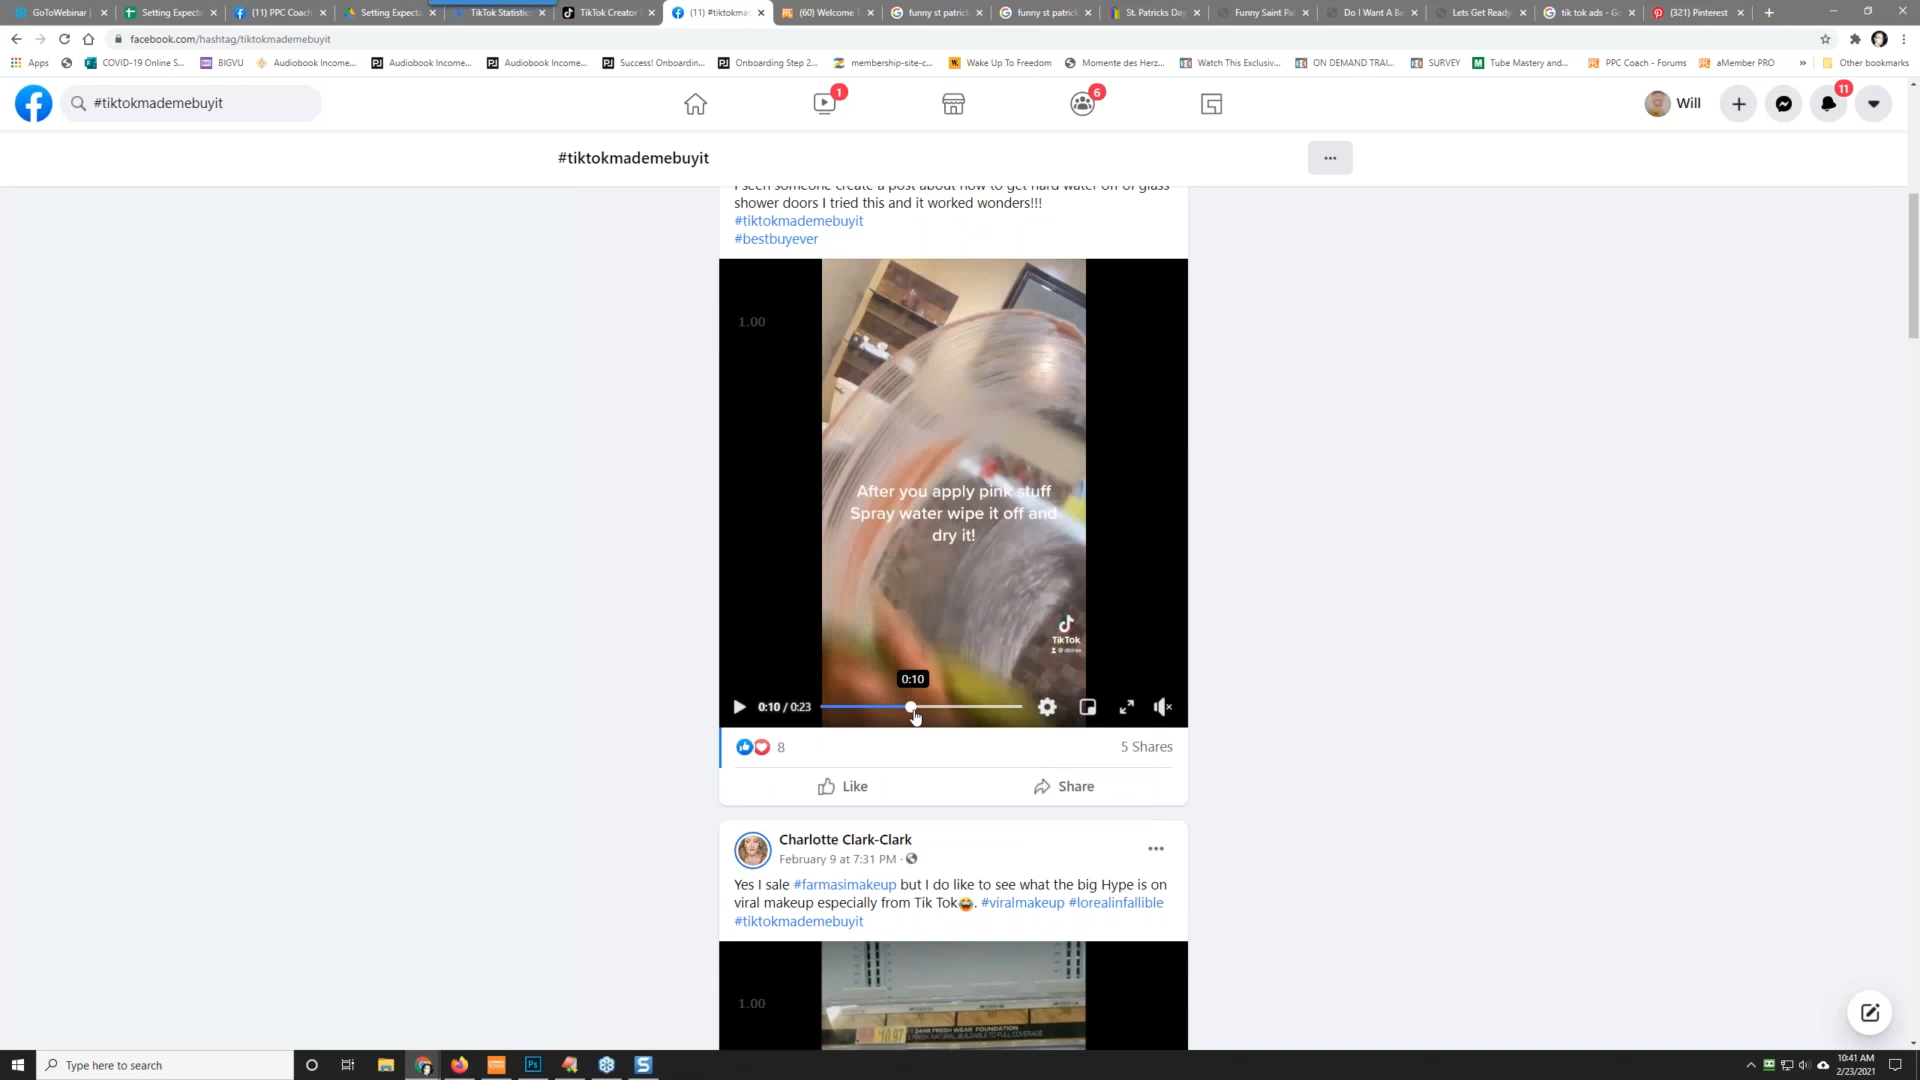 GoToWebinar |
Setting Expecta
(11) PPC Coach
Setting Expecta
TikTok Statistic
TikTok Creator
(11) #tiktokma
(60) Welcome T
funny st patric
funny st patric
St. Patricks Day
Funny Saint Pa
Do I Want A Be
Lets Get Ready
tik tok ads - Go
(321) Pinterest
facebook.com/hashtag/tiktokmademebuyit
Apps
COVID-19 Online S...
BIGVU
Audiobook Income...
Audiobook Income...
Audiobook Income...
Success! Onboardin...
Onboarding Step 2...
membership-site-c...
Wake Up To Freedom
Momente des Herz...
Watch This Exclusiv...
ON DEMAND TRAI...
SURVEY
Tube Mastery and...
PPC Coach - Forums
aMember PRO
»
Other bookmarks
#tiktokmademebuyit
1
6
Will
11
#tiktokmademebuyit
I seen someone create a post about how to get hard water off of glass
shower doors I tried this and it worked wonders!!!
#tiktokmademebuyit
#bestbuyever
1.00
After you apply pink stuff
Spray water wipe it off and
dry it!
TikTok
0:10
0:10 / 0:23
8
5 Shares
Like
Share
Charlotte Clark-Clark
February 9 at 7:31 PM ·
Yes I sale #farmasimakeup but I do like to see what the big Hype is on
viral makeup especially from Tik Tok😂. #viralmakeup #lorealinfallible
#tiktokmademebuyit
1.00
10.97
24HR FRESH WEAR FOUNDATION
Type here to search
Ps
10:41 AM
2/23/2021